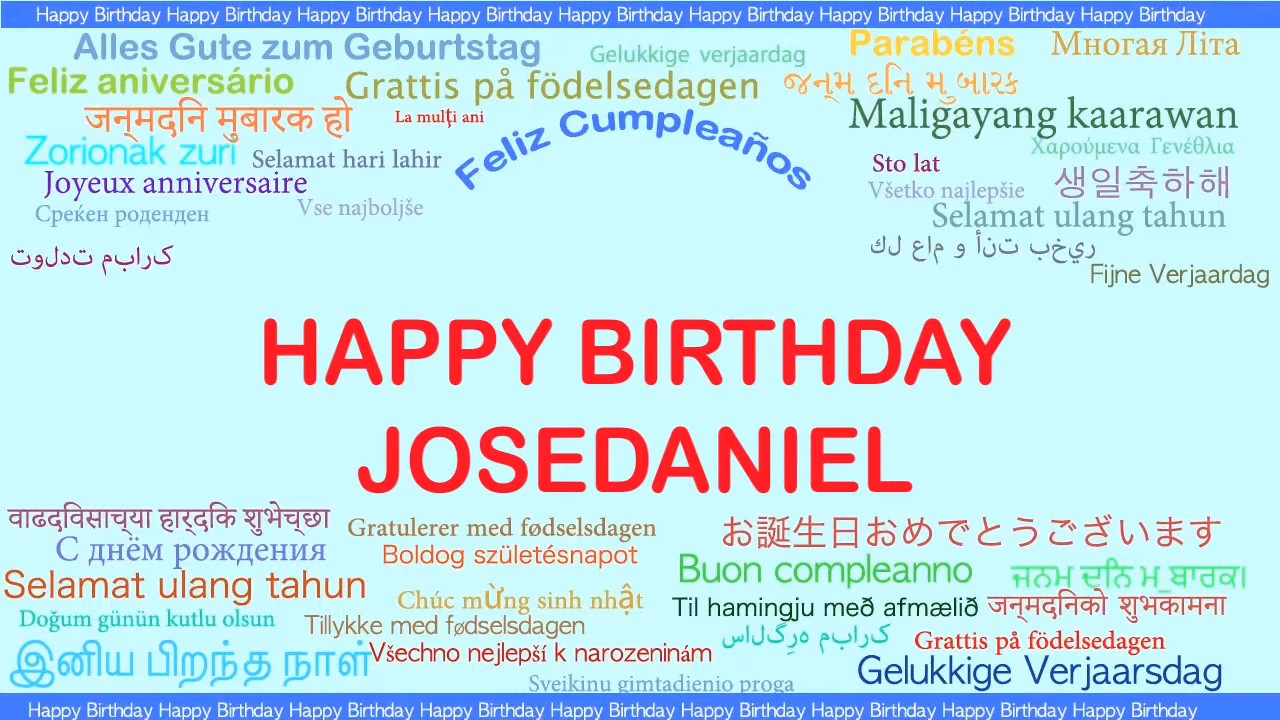 Happy Birthday Happy Birthday Happy Birthday Happy Birthday Happy Birthday Happy Birthday Happy Birthday Happy Birthday Happy Birthday
Alles Gute zum Geburtstag
Gelukkige verjaardag
Parabéns
Многая Літа
Feliz aniversário
Grattis på födelsedagen
જન્મ દિન મુબારક
जन्मदिन मुबारक हो
La mulţi ani
Feliz Cumpleaños
Maligayang kaarawan
Zorionak zuri
Selamat hari lahir
Χαρούμενα Γενέθλια
Sto lat
Joyeux anniversaire
Všetko najlepšie
생일축하해
Среќен роденден
Vse najboljše
Selamat ulang tahun
تولدت مبارک
كل عام و أنت بخير
Fijne Verjaardag
HAPPY BIRTHDAY
JOSEDANIEL
वाढदिवसाच्या हार्दिक शुभेच्छा
Gratulerer med fødselsdagen
お誕生日おめでとうございます
С днём рождения
Boldog születésnapot
Buon compleanno
ਜਨਮ ਦਿਨ ਮੁਬਾਰਕ।
Selamat ulang tahun
Chúc mừng sinh nhật
Til hamingju með afmælið
जन्मदिनको शुभकामना
Doğum günün kutlu olsun
Tillykke med fødselsdagen
سالگرہ مبارک
Grattis på födelsedagen
இனிய பிறந்த நாள்
Všechno nejlepší k narozeninám
Gelukkige Verjaarsdag
Sveikinu gimtadienio proga
Happy Birthday Happy Birthday Happy Birthday Happy Birthday Happy Birthday Happy Birthday Happy Birthday Happy Birthday Happy Birthday